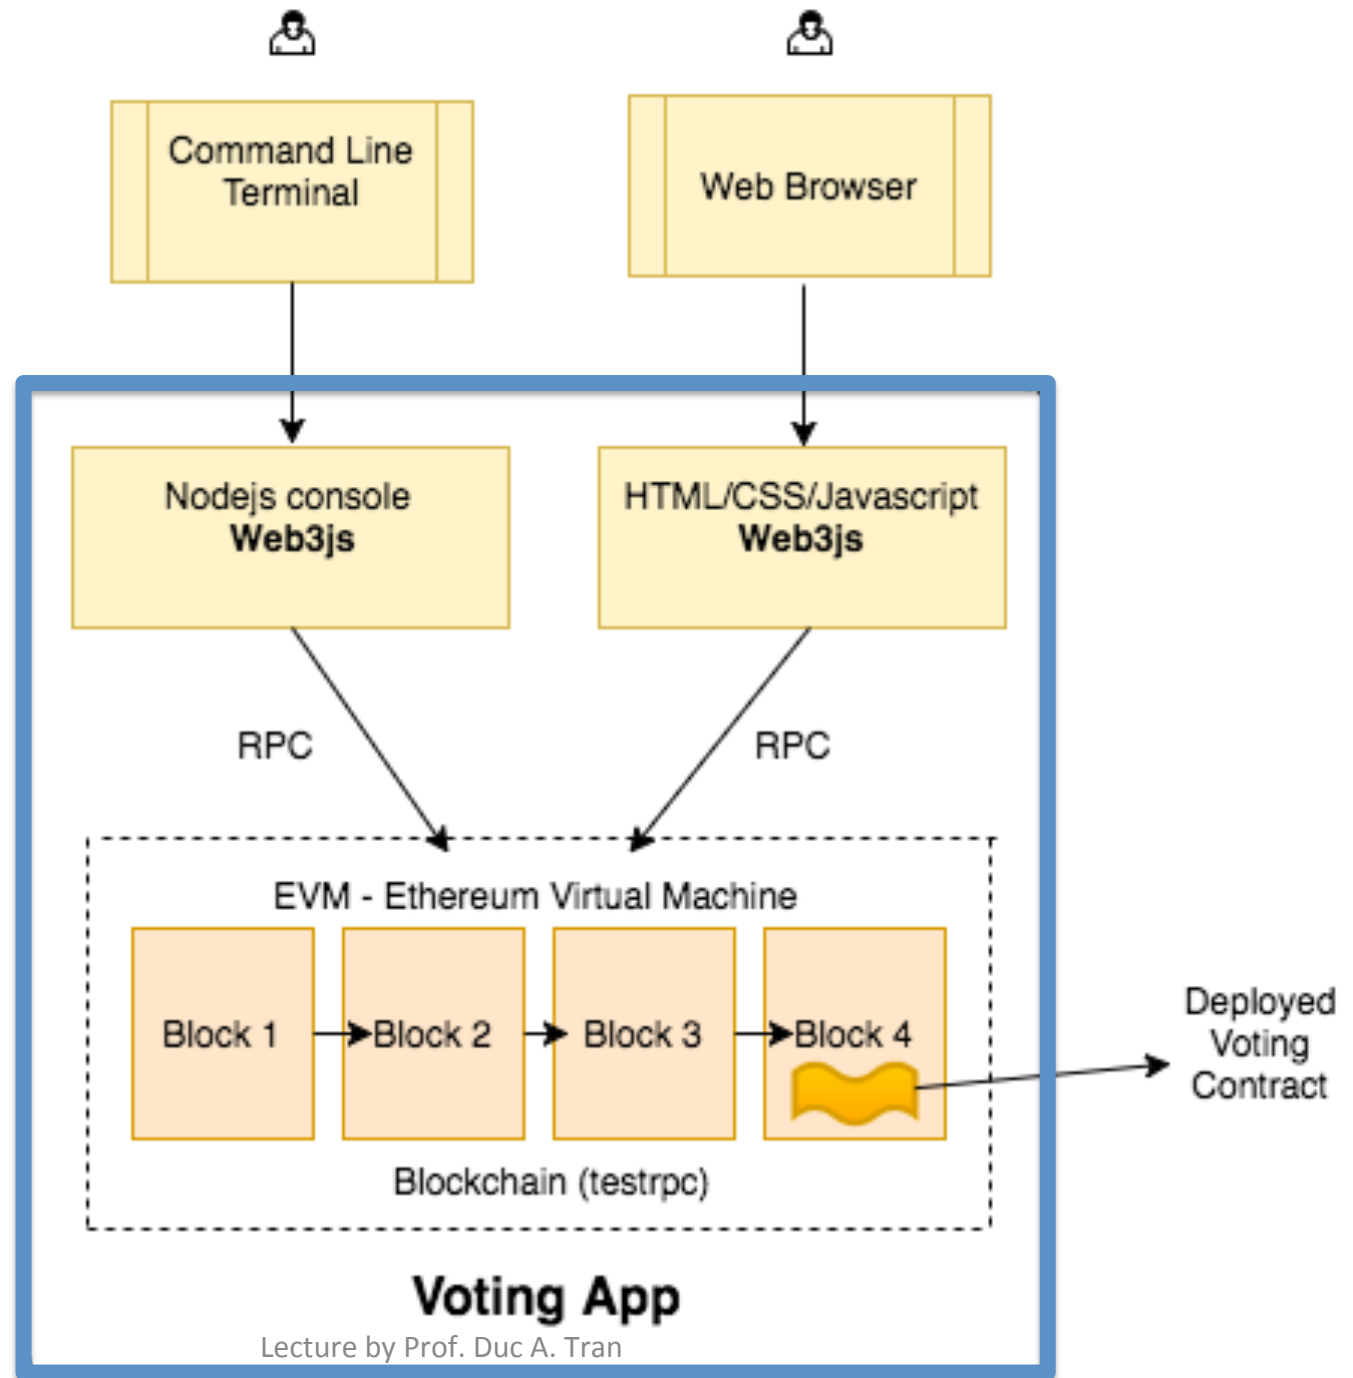 Command Line
Terminal
Web Browser
Nodejs console
Web3js
HTML/CSS/Javascript
Web3js
RPC
RPC
EVM - Ethereum Virtual Machine
Block 1
Block 2
Block 3
Block 4
Deployed
Voting
Contract
Blockchain (testrpc)
Voting App
Lecture by Prof. Duc A. Tran